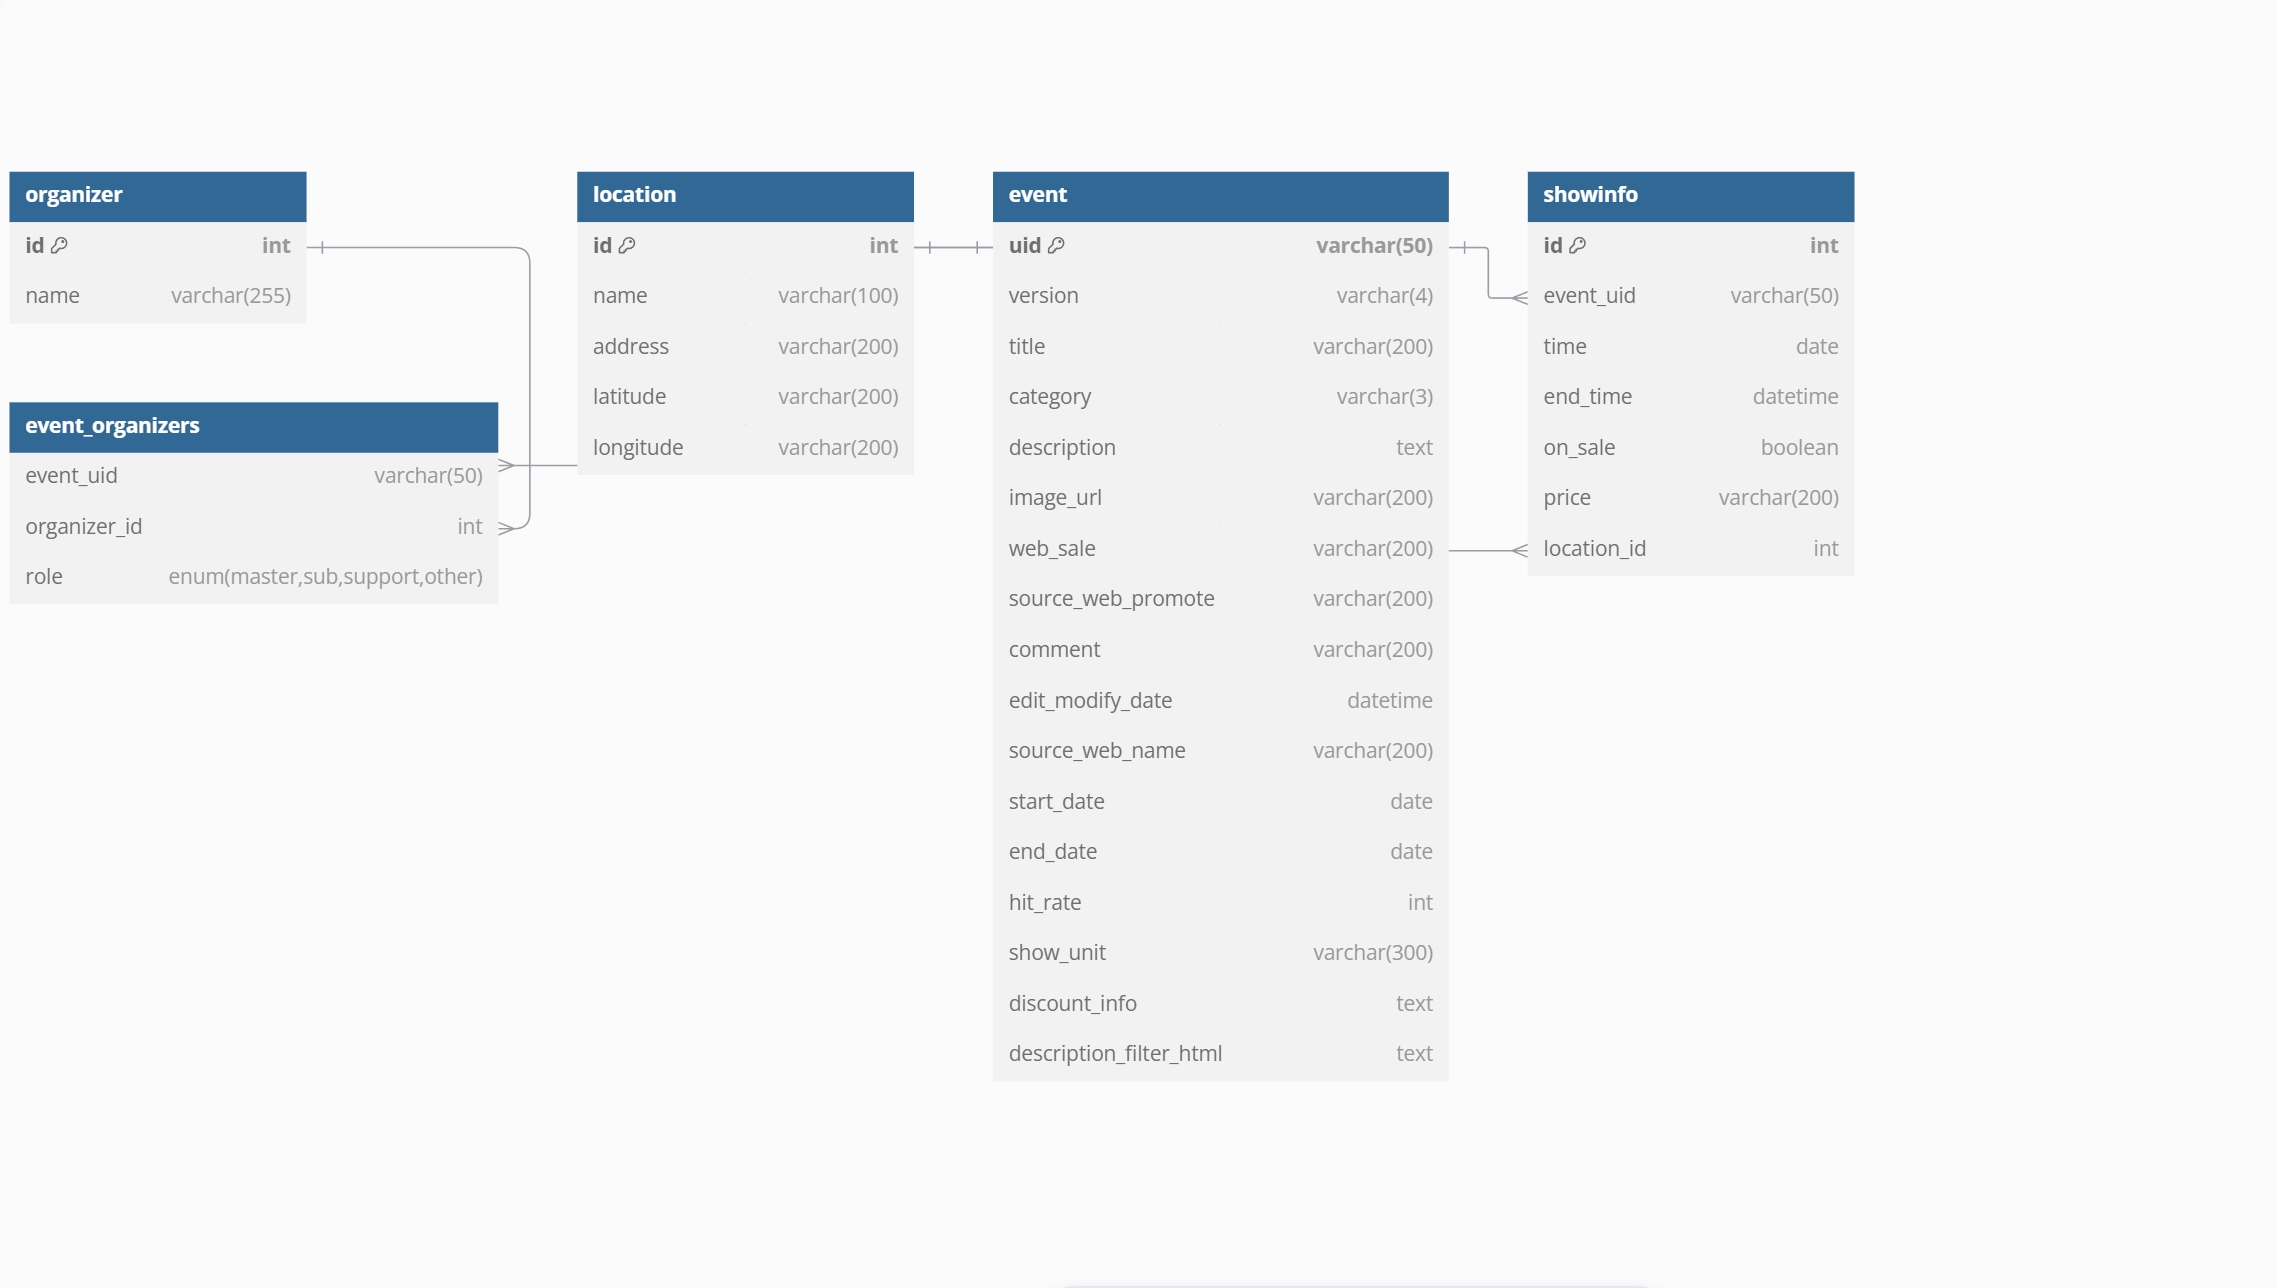 organizer
id int
name varchar(255)
event_organizers
event_uid varchar(50)
organizer_id int
role enum(master,sub,support,other)
location
id int
name varchar(100)
address varchar(200)
latitude varchar(200)
longitude varchar(200)
event
uid varchar(50)
version varchar(4)
title varchar(200)
category varchar(3)
description text
image_url varchar(200)
web_sale varchar(200)
source_web_promote varchar(200)
comment varchar(200)
edit_modify_date datetime
source_web_name varchar(200)
start_date date
end_date date
hit_rate int
show_unit varchar(300)
discount_info text
description_filter_html text
showinfo
id int
event_uid varchar(50)
time date
end_time datetime
on_sale boolean
price varchar(200)
location_id int